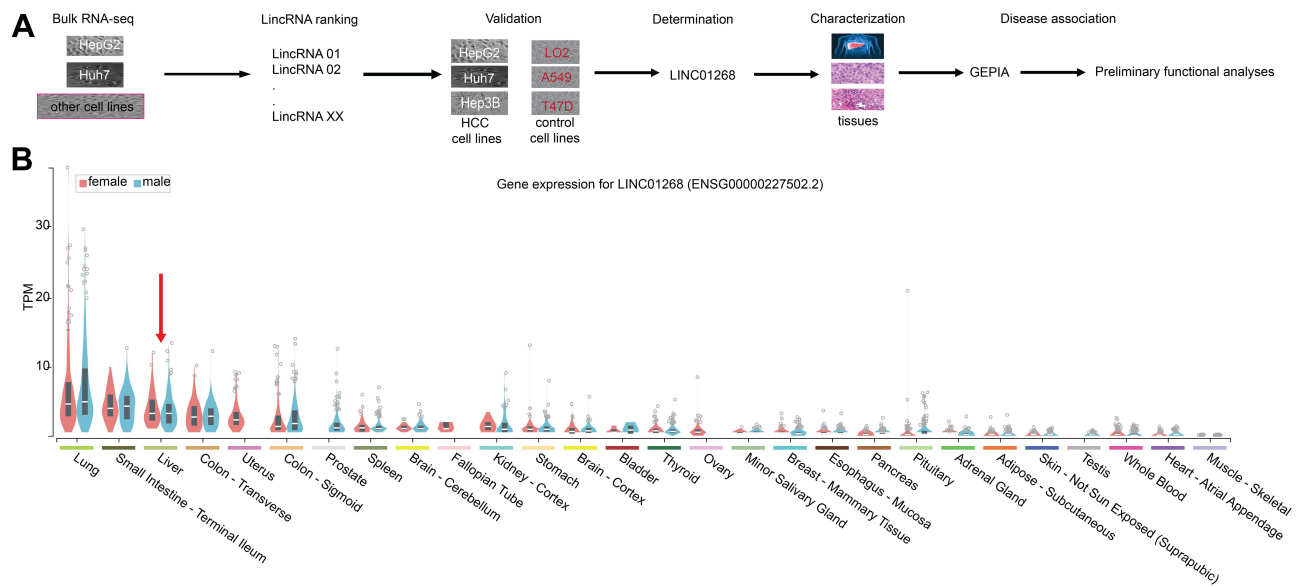 A
Bulk RNA-seq
HepG2
Huh7
other cell lines
LincRNA ranking
LincRNA 01
LincRNA 02
.
.
LincRNA XX
Validation
HepG2
Huh7
Hep3B
HCC
cell lines
LO2
A549
T47D
control
cell lines
Determination
LINC01268
Characterization
tissues
GEPIA
Disease association
Preliminary functional analyses
B
female male
Gene expression for LINC01268 (ENSG00000227502.2)
TPM
30
20
10
Lung
Small Intestine - Terminal Ileum
Liver
Colon - Transverse
Uterus
Colon - Sigmoid
Prostate
Spleen
Brain - Cerebellum
Fallopian Tube
Kidney - Cortex
Stomach
Brain - Cortex
Bladder
Thyroid
Ovary
Minor Salivary Gland
Breast - Mammary Tissue
Esophagus - Mucosa
Pancreas
Pituitary
Adrenal Gland
Adipose - Subcutaneous
Skin - Not Sun Exposed (Suprapubic)
Testis
Whole Blood
Heart - Atrial Appendage
Muscle - Skeletal